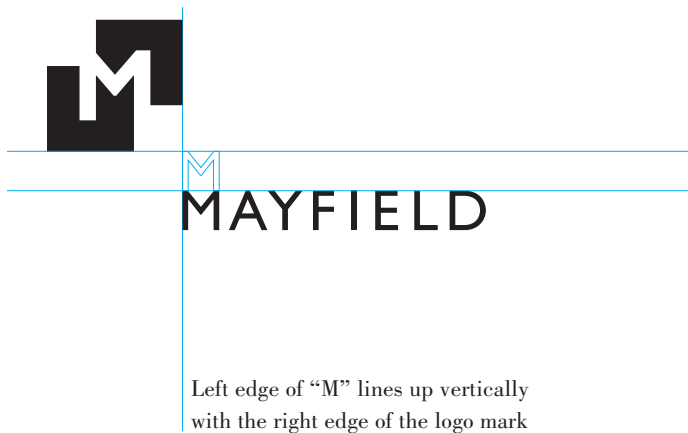 M
M
MAYFIELD
Left edge of “M” lines up vertically
with the right edge of the logo mark